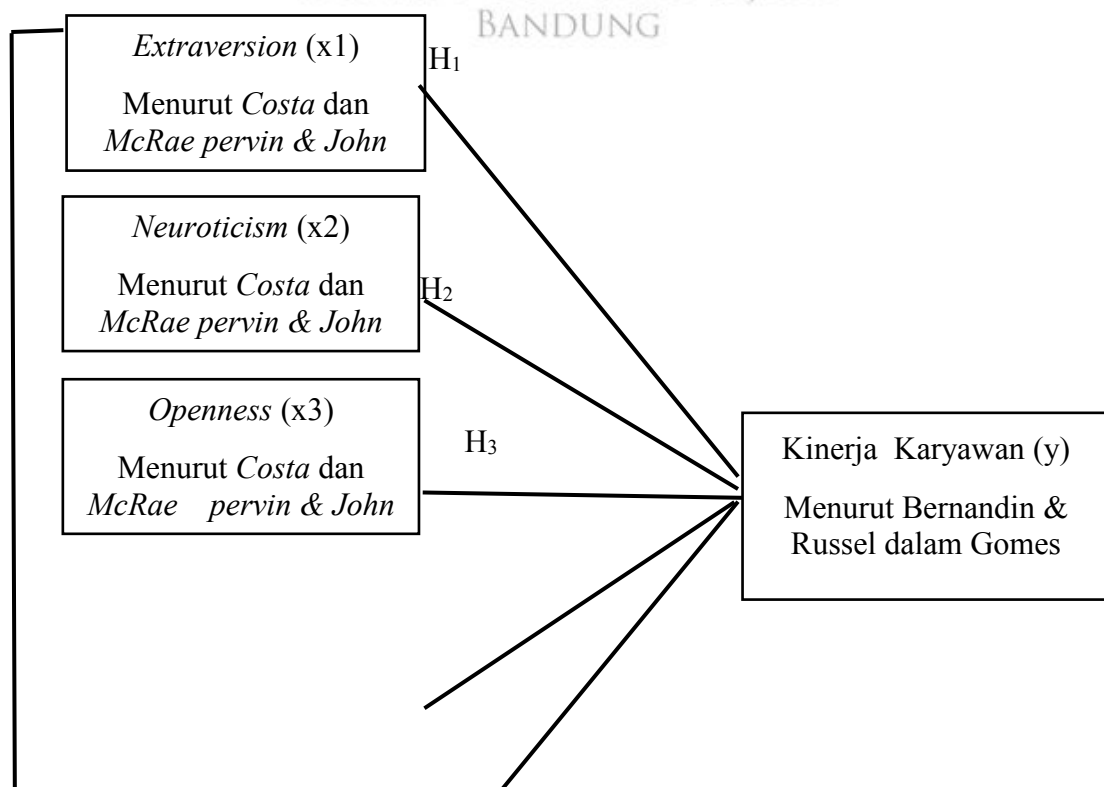 BANDUNG
Extraversion (x1)
Menurut Costa dan
McRae pervin & John
H1
Neuroticism (x2)
Menurut Costa dan
McRae pervin & John
H2
Openness (x3)
Menurut Costa dan
McRae pervin & John
H3
Kinerja Karyawan (y)
Menurut Bernandin &
Russel dalam Gomes